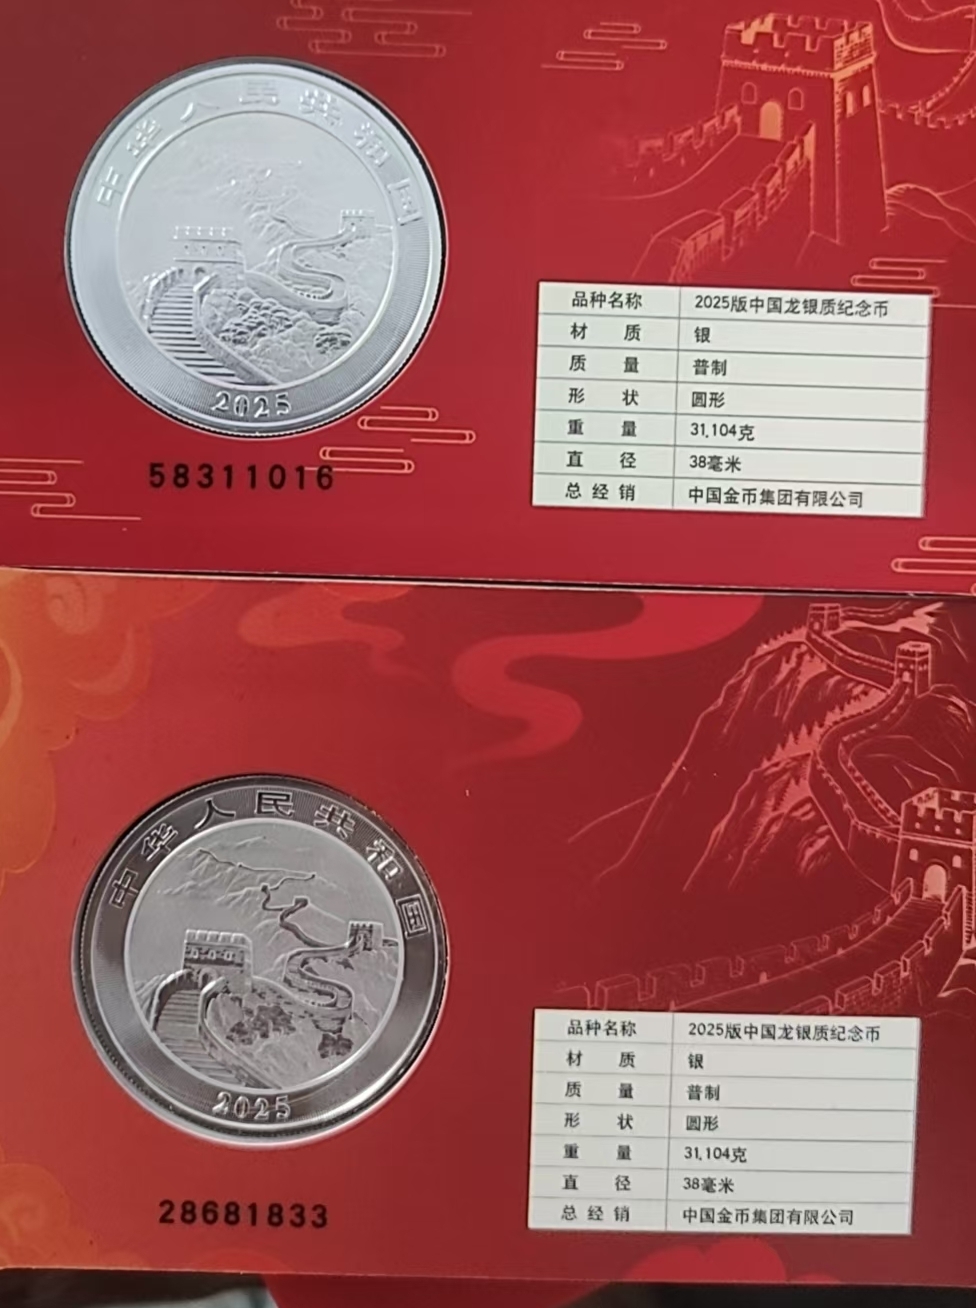 中华人民共和国
2025
58311016
品种名称 2025版中国龙银质纪念币
材 质 银
质 量 普制
形 状 圆形
重 量 31.104克
直 径 38毫米
总经销 中国金币集团有限公司
中华人民共和国
2025
28681833
品种名称 2025版中国龙银质纪念币
材 质 银
质 量 普制
形 状 圆形
重 量 31.104克
直 径 38毫米
总经销 中国金币集团有限公司